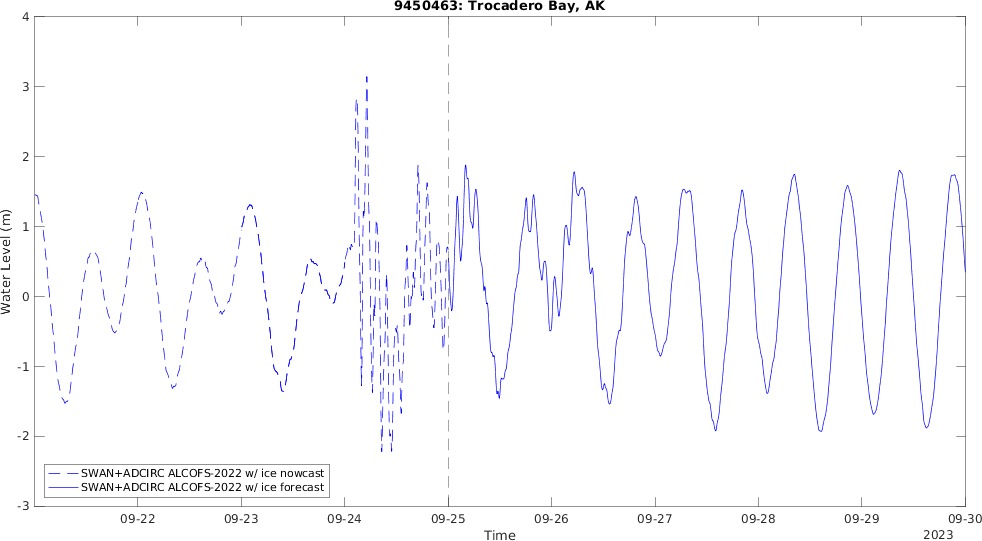 9450463: Trocadero Bay, AK
4
3
2
1
0
-1
-2
-3
Water Level (m)
SWAN+ADCIRC ALCOFS-2022 w/ ice nowcast
SWAN+ADCIRC ALCOFS-2022 w/ ice forecast
09-22 09-23 09-24 09-25 09-26 09-27 09-28 09-29 09-30
Time
2023